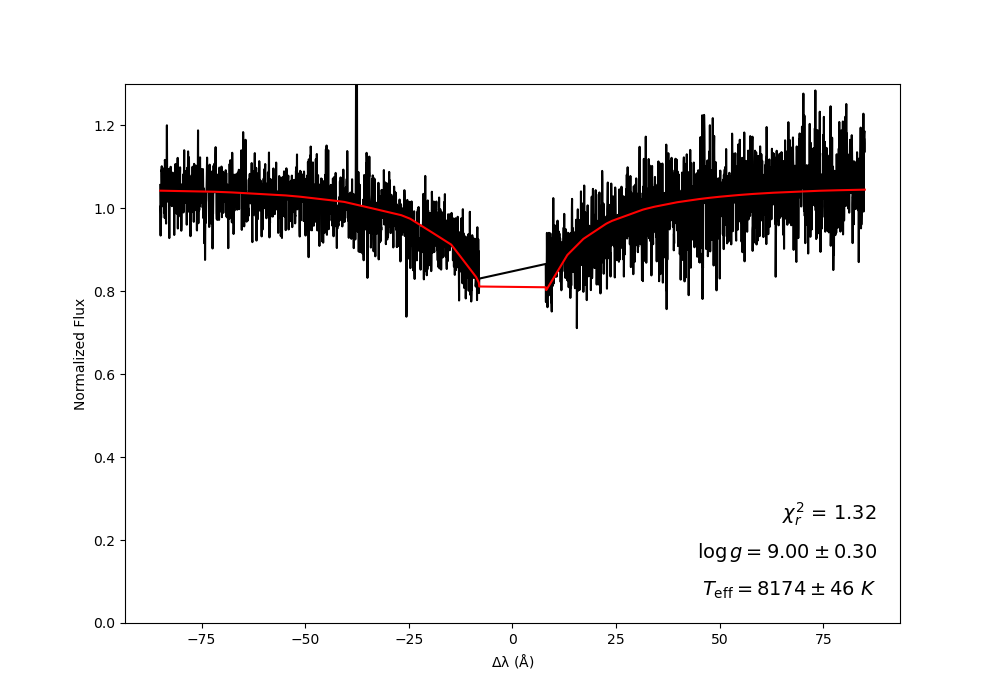 1.2
1.0
0.8
0.6
0.4
0.2
0.0
Normalized Flux
χ²ᵣ = 1.32
log g = 9.00 ± 0.30
T_eff = 8174 ± 46 K
−75 −50 −25 0 25 50 75
Δλ (Å)